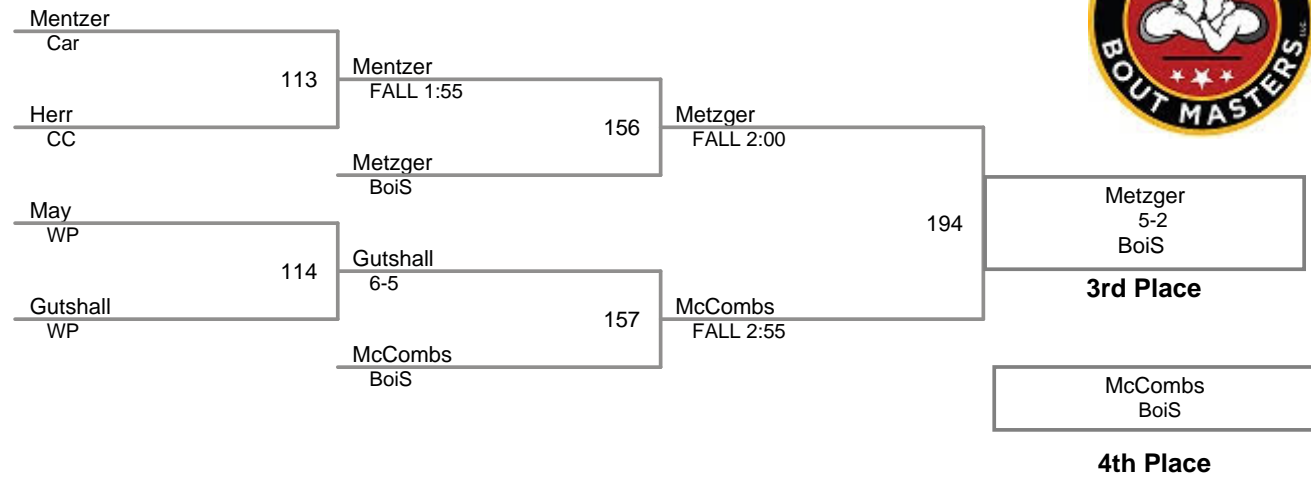 Mentzer
Car
113
Herr
CC
Mentzer
FALL 1:55
156
Metzger
BoiS
May
WP
114
Gutshall
WP
Gutshall
6-5
157
McCombs
BoiS
Metzger
FALL 2:00
194
McCombs
FALL 2:55
Metzger
5-2
BoiS
3rd Place
McCombs
BoiS
4th Place
BOUT MASTERS